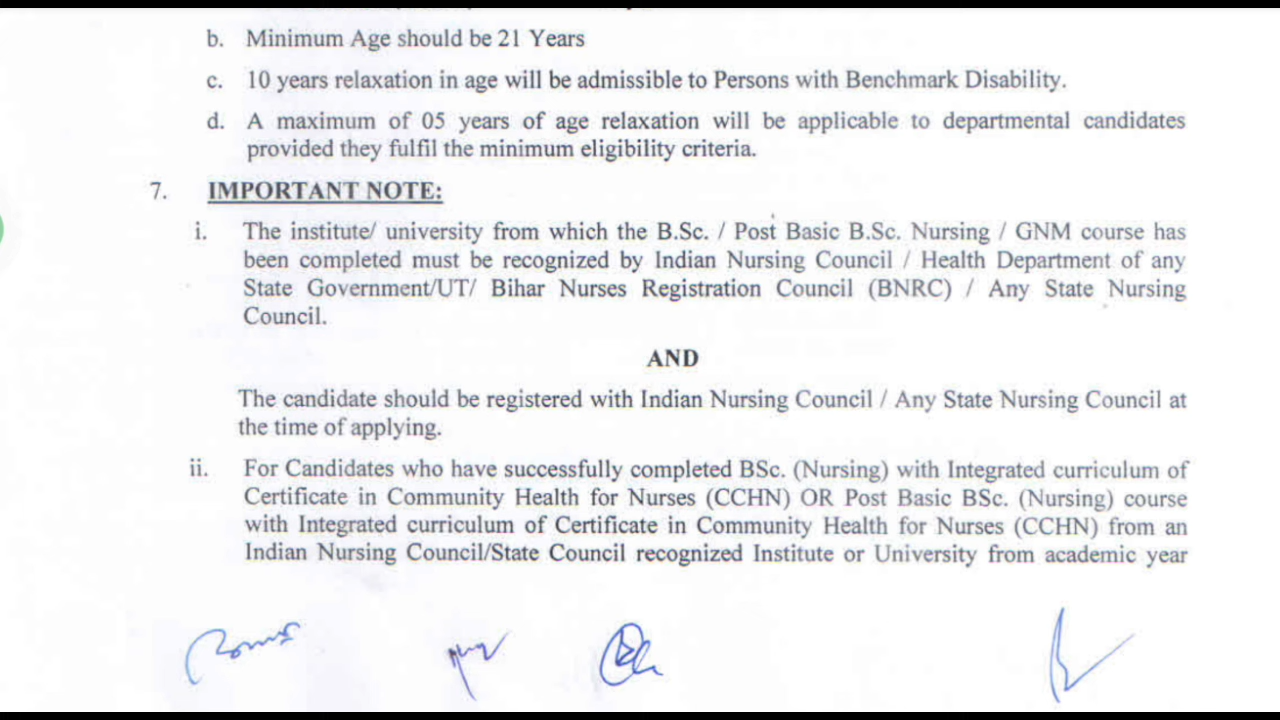 b. Minimum Age should be 21 Years
c. 10 years relaxation in age will be admissible to Persons with Benchmark Disability.
d. A maximum of 05 years of age relaxation will be applicable to departmental candidates
provided they fulfil the minimum eligibility criteria.
7. IMPORTANT NOTE:
i. The institute/ university from which the B.Sc. / Post Basic B.Sc. Nursing / GNM course has
been completed must be recognized by Indian Nursing Council / Health Department of any
State Government/UT/ Bihar Nurses Registration Council (BNRC) / Any State Nursing
Council.
AND
The candidate should be registered with Indian Nursing Council / Any State Nursing Council at
the time of applying.
ii. For Candidates who have successfully completed BSc. (Nursing) with Integrated curriculum of
Certificate in Community Health for Nurses (CCHN) OR Post Basic BSc. (Nursing) course
with Integrated curriculum of Certificate in Community Health for Nurses (CCHN) from an
Indian Nursing Council/State Council recognized Institute or University from academic year